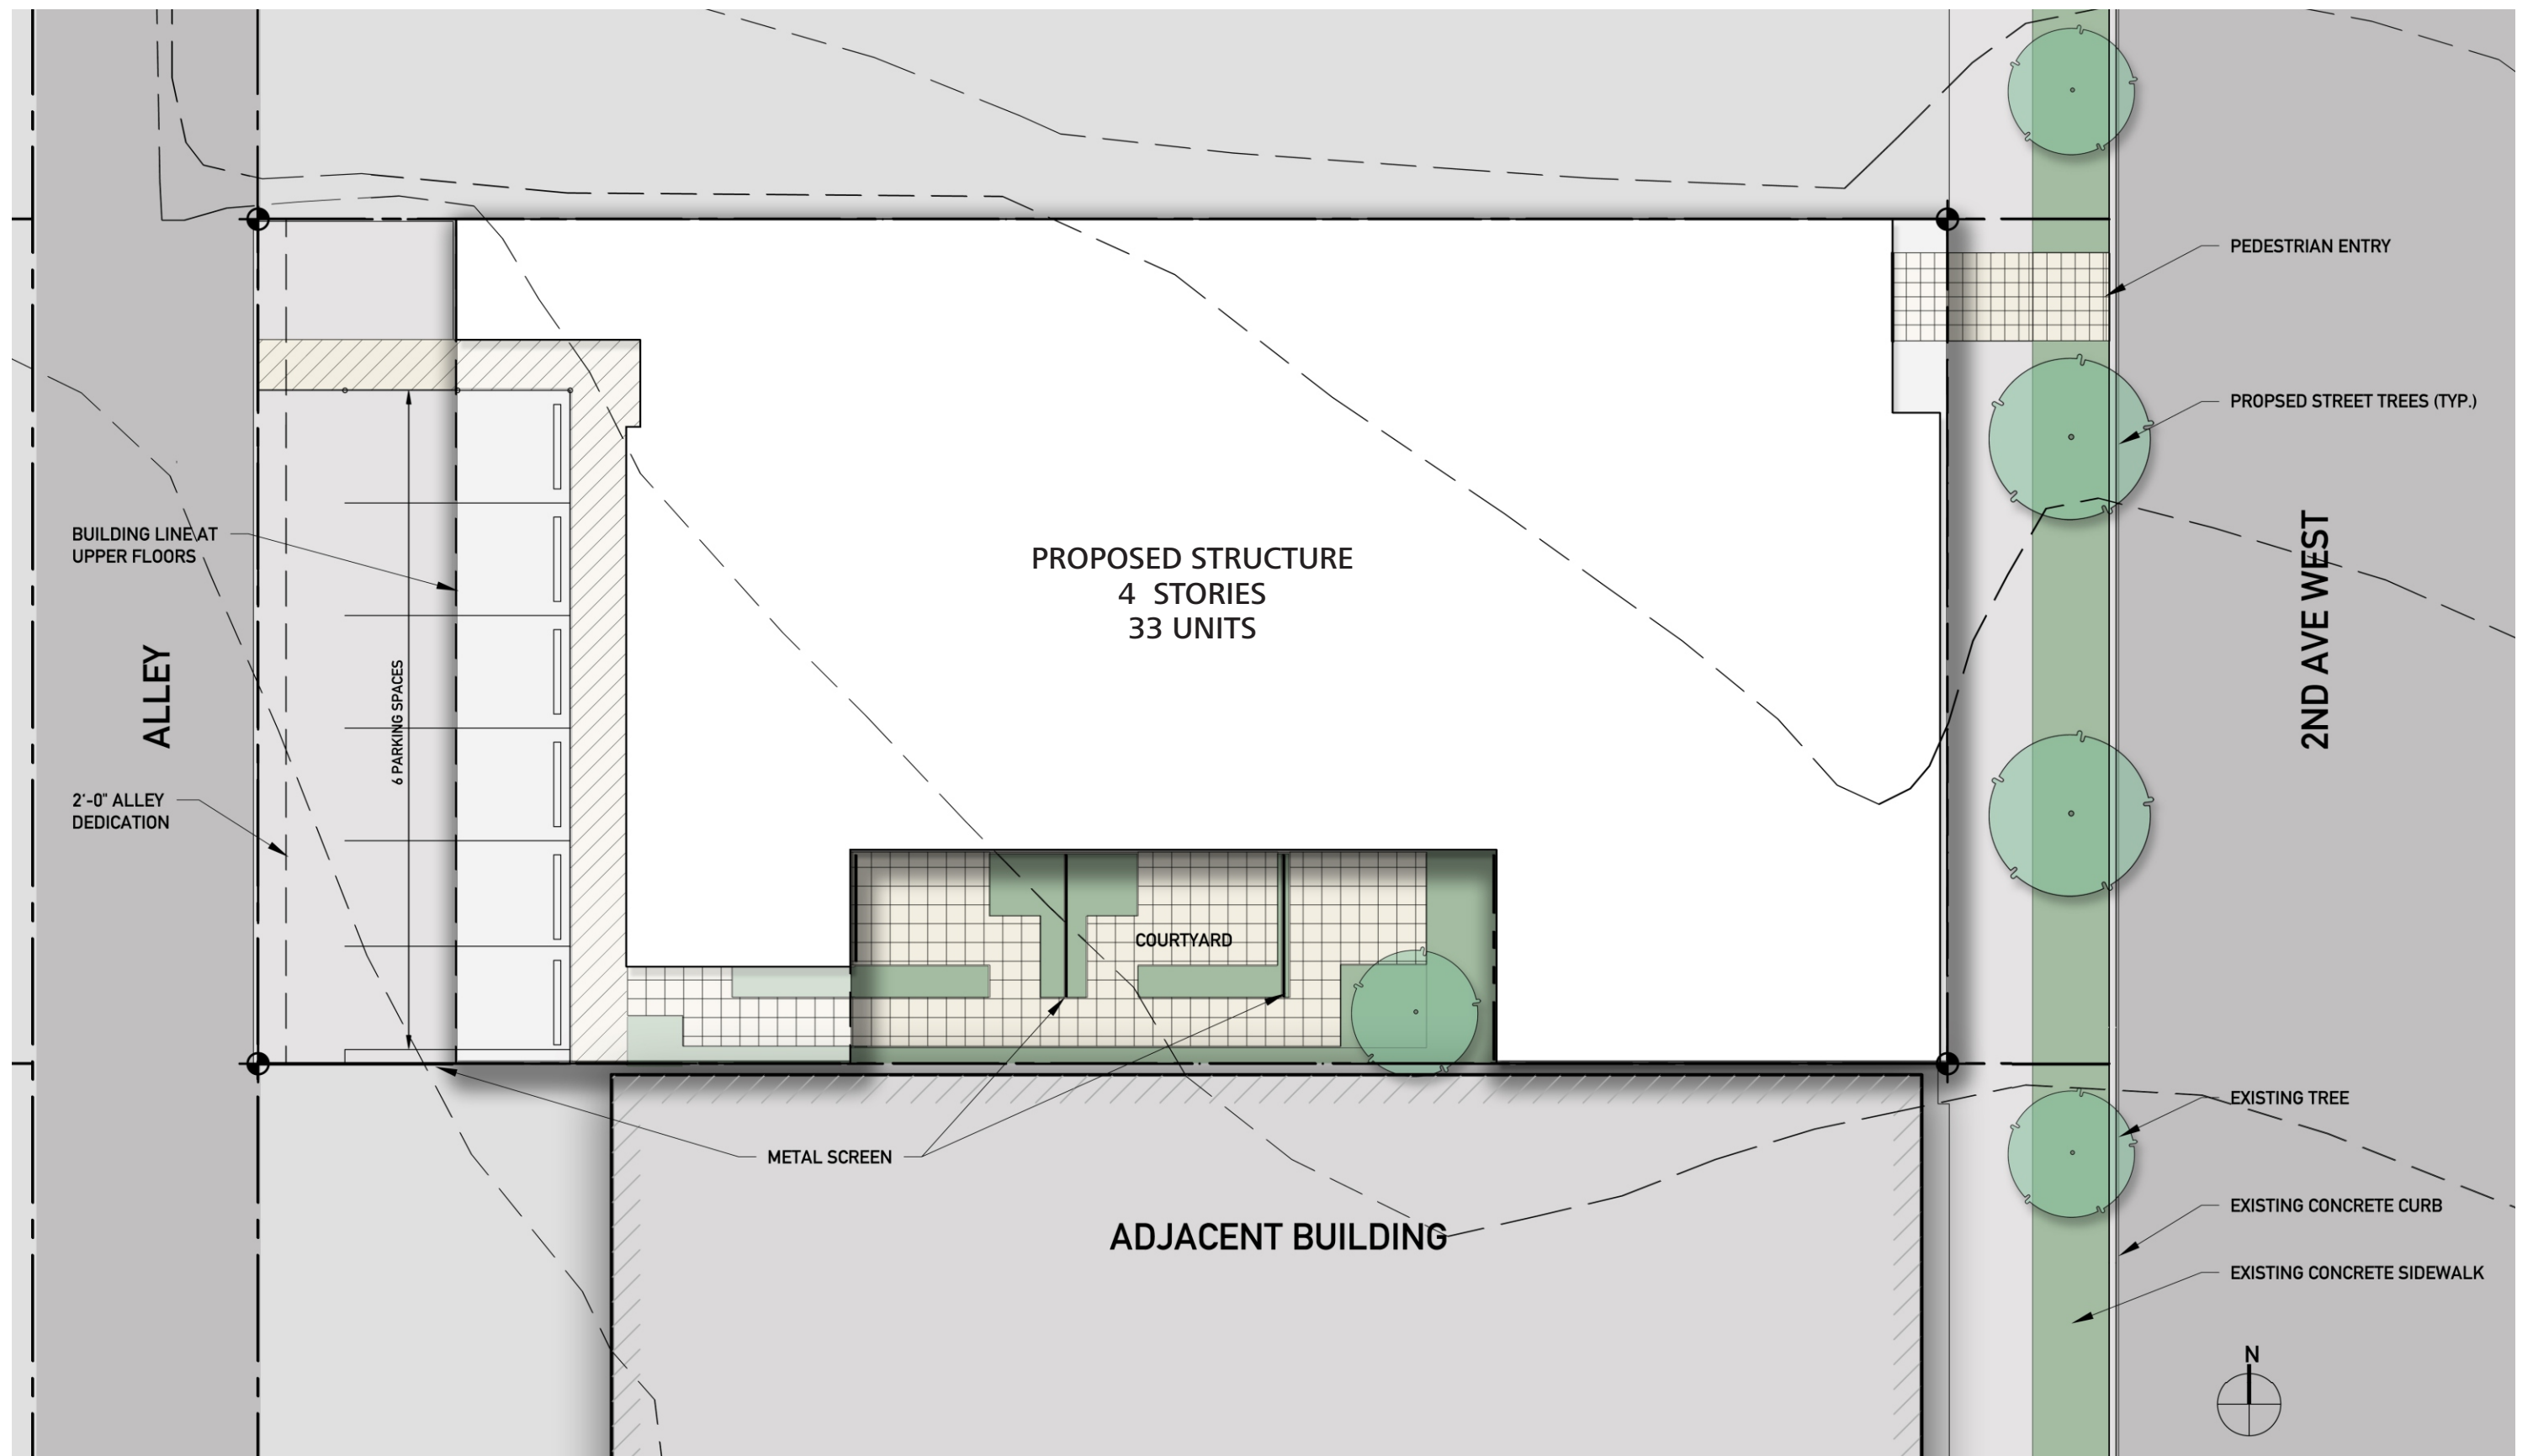 PEDESTRIAN ENTRY
PROPSED STREET TREES (TYP.)
BUILDING LINE AT
UPPER FLOORS
PROPOSED STRUCTURE
4 STORIES
33 UNITS
2ND AVE WEST
ALLEY
6 PARKING SPACES
2'-0" ALLEY
DEDICATION
COURTYARD
EXISTING TREE
METAL SCREEN
ADJACENT BUILDING
EXISTING CONCRETE CURB
EXISTING CONCRETE SIDEWALK
N